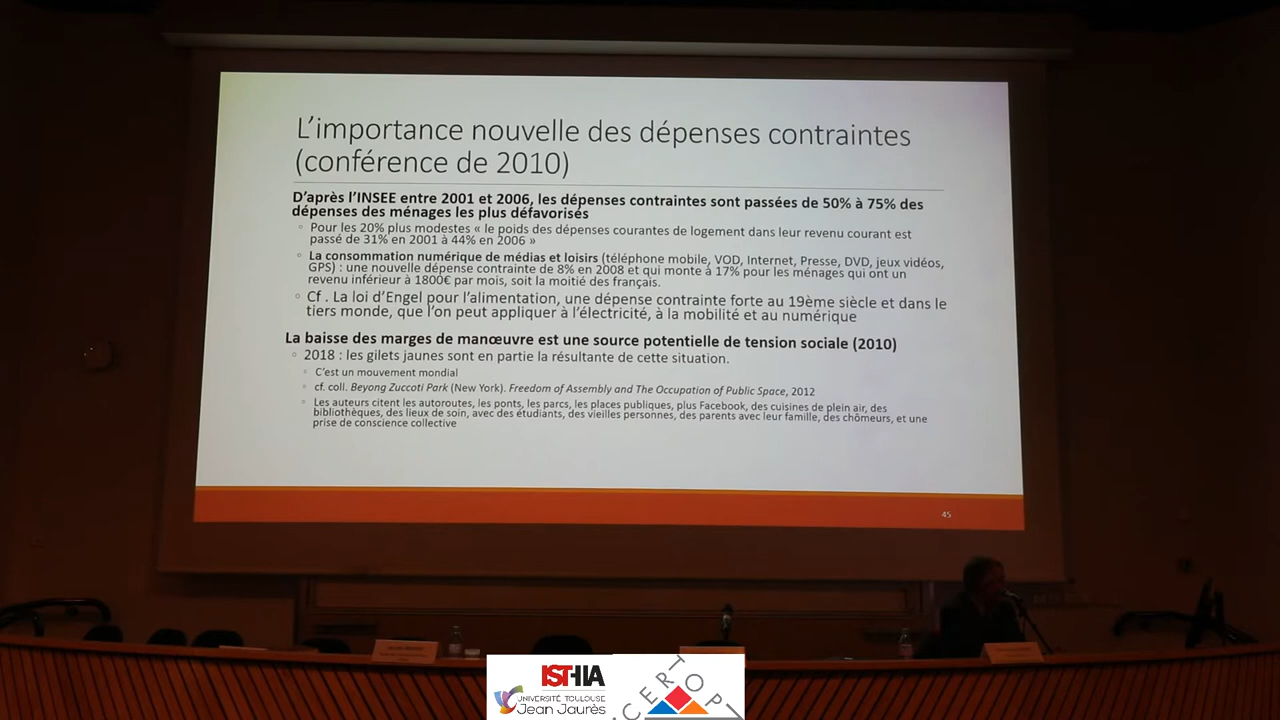 L'importance nouvelle des dépenses contraintes
(conférence de 2010)
D'après l'INSEE entre 2001 et 2006, les dépenses contraintes sont passées de 50% à 75% des
dépenses des ménages les plus défavorisés
Pour les 20% plus modestes « le poids des dépenses courantes de logement dans leur revenu courant est
passé de 31% en 2001 à 44% en 2006 »
La consommation numérique de médias et loisirs (téléphone mobile, VOD, Internet, Presse, DVD, jeux vidéos,
GPS) : une nouvelle dépense contrainte de 8% en 2008 et qui monte à 17% pour les ménages qui ont un
revenu inférieur à 1800€ par mois, soit la moitié des français.
Cf . La loi d'Engel pour l'alimentation, une dépense contrainte forte au 19ème siècle et dans le
tiers monde, que l'on peut appliquer à l'électricité, à la mobilité et au numérique
La baisse des marges de manœuvre est une source potentielle de tension sociale (2010)
2018 : les gilets jaunes sont en partie la résultante de cette situation.
C'est un mouvement mondial
cf. coll. Beyong Zuccoti Park (New York). Freedom of Assembly and The Occupation of Public Space, 2012
Les auteurs citent les autoroutes, les ponts, les parcs, les places publiques, plus Facebook, des cuisines de plein air, des
bibliothèques, des lieux de soin, avec des étudiants, des vieilles personnes, des parents avec leur famille, des chômeurs, et une
prise de conscience collective
45
ISTHIA
UNIVERSITÉ TOULOUSE
Jean Jaurès
CERTOP